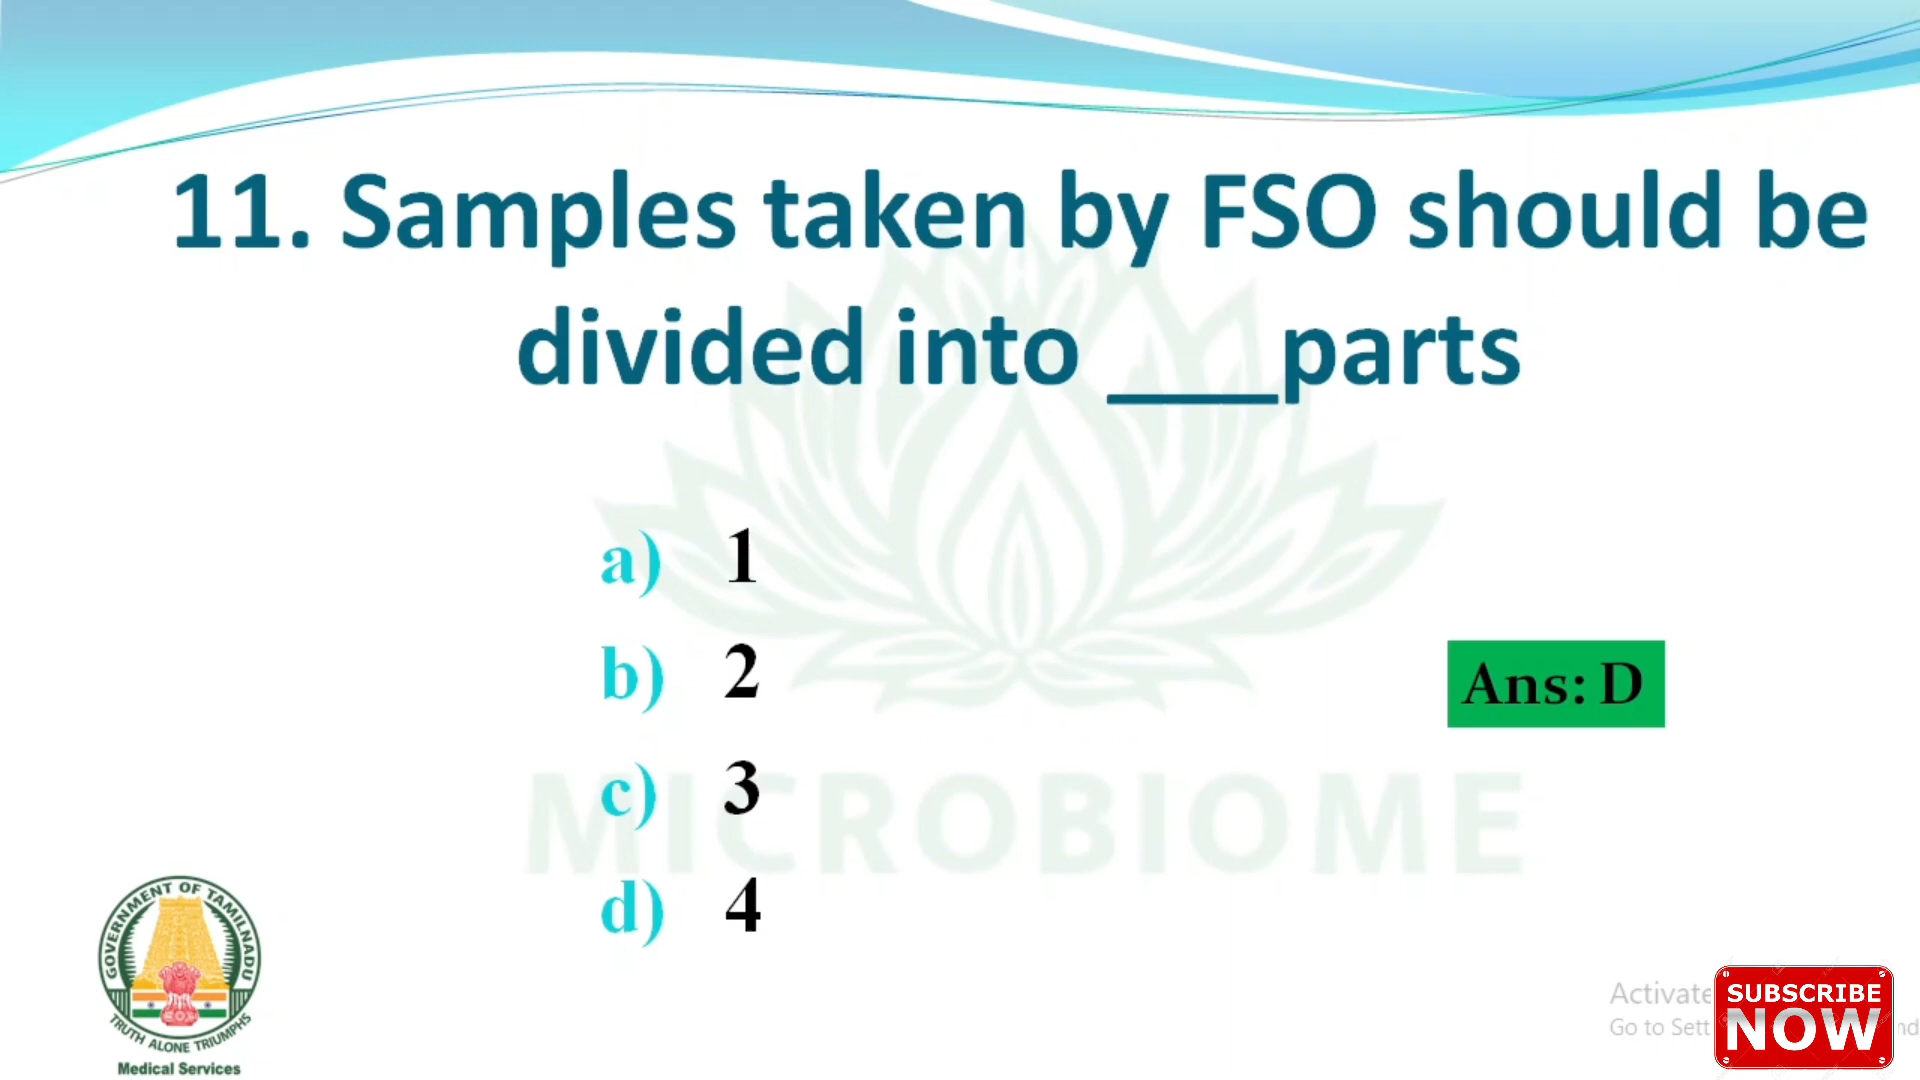 11. Samples taken by FSO should be
divided into ___parts
a) 1
b) 2
Ans: D
c) 3
MICROBIOME
d) 4
GOVERNMENT OF TAMILNADU
TRUTH ALONE TRIUMPHS
Medical Services
Activate
Go to Sett
SUBSCRIBE
NOW